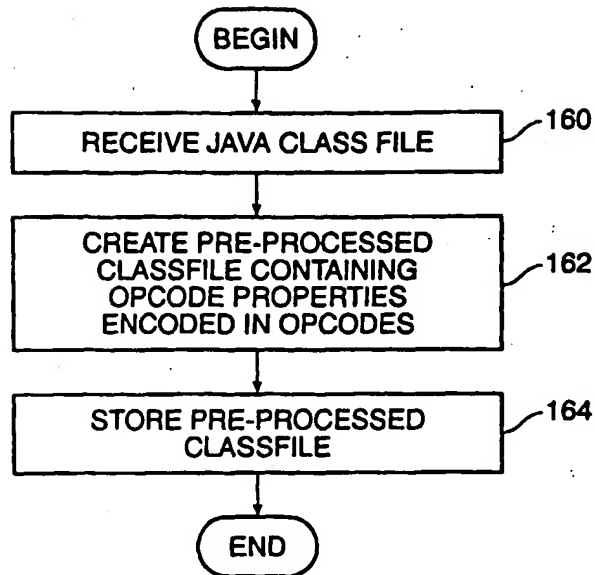 BEGIN
RECEIVE JAVA CLASS FILE
160
CREATE PRE-PROCESSED
CLASSFILE CONTAINING
OPCODE PROPERTIES
ENCODED IN OPCODES
162
STORE PRE-PROCESSED
CLASSFILE
164
END